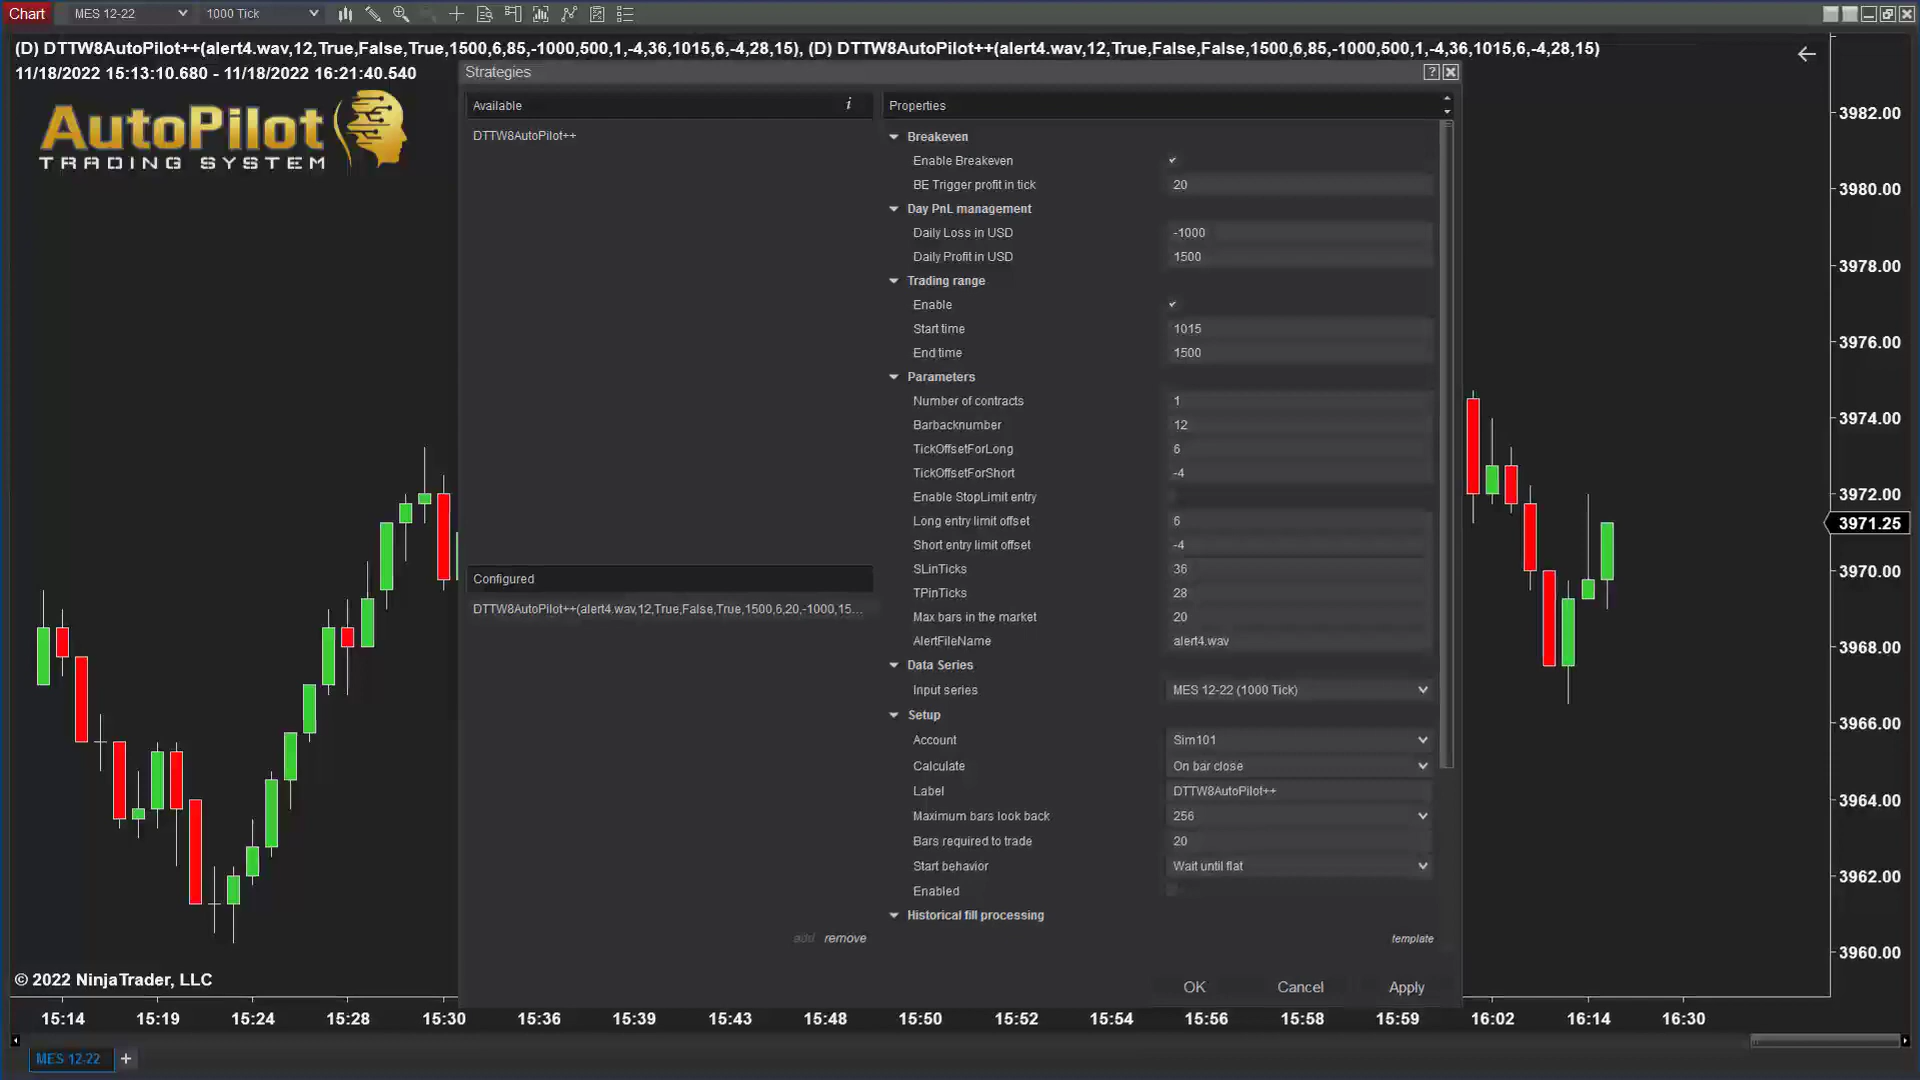 Chart MES 12-22 1000 Tick
(D) DTTW8AutoPilot++(alert4.wav,12,True,False,True,1500,6,85,-1000,500,1,-4,36,1015,6,-4,28,15), (D) DTTW8AutoPilot++(alert4.wav,12,True,False,False,1500,6,85,-1000,500,1,-4,36,1015,6,-4,28,15)
11/18/2022 15:13:10.680 - 11/18/2022 16:21:40.540
AutoPilot
TRADING SYSTEM
Strategies
Available
DTTW8AutoPilot++
Configured
DTTW8AutoPilot++(alert4.wav,12,True,False,True,1500,6,20,-1000,15...
add remove
Properties
Breakeven
Enable Breakeven
BE Trigger profit in tick 20
Day PnL management
Daily Loss in USD -1000
Daily Profit in USD 1500
Trading range
Enable
Start time 1015
End time 1500
Parameters
Number of contracts 1
Barbacknumber 12
TickOffsetForLong 6
TickOffsetForShort -4
Enable StopLimit entry
Long entry limit offset 6
Short entry limit offset -4
SLinTicks 36
TPinTicks 28
Max bars in the market 20
AlertFileName alert4.wav
Data Series
Input series MES 12-22 (1000 Tick)
Setup
Account Sim101
Calculate On bar close
Label DTTW8AutoPilot++
Maximum bars look back 256
Bars required to trade 20
Start behavior Wait until flat
Enabled
Historical fill processing
template
OK Cancel Apply
3982.00
3980.00
3978.00
3976.00
3974.00
3972.00
3971.25
3970.00
3968.00
3966.00
3964.00
3962.00
3960.00
© 2022 NinjaTrader, LLC
15:14 15:19 15:24 15:28 15:30 15:36 15:39 15:43 15:48 15:50 15:52 15:54 15:56 15:58 15:59 16:02 16:14 16:30
MES 12-22 +